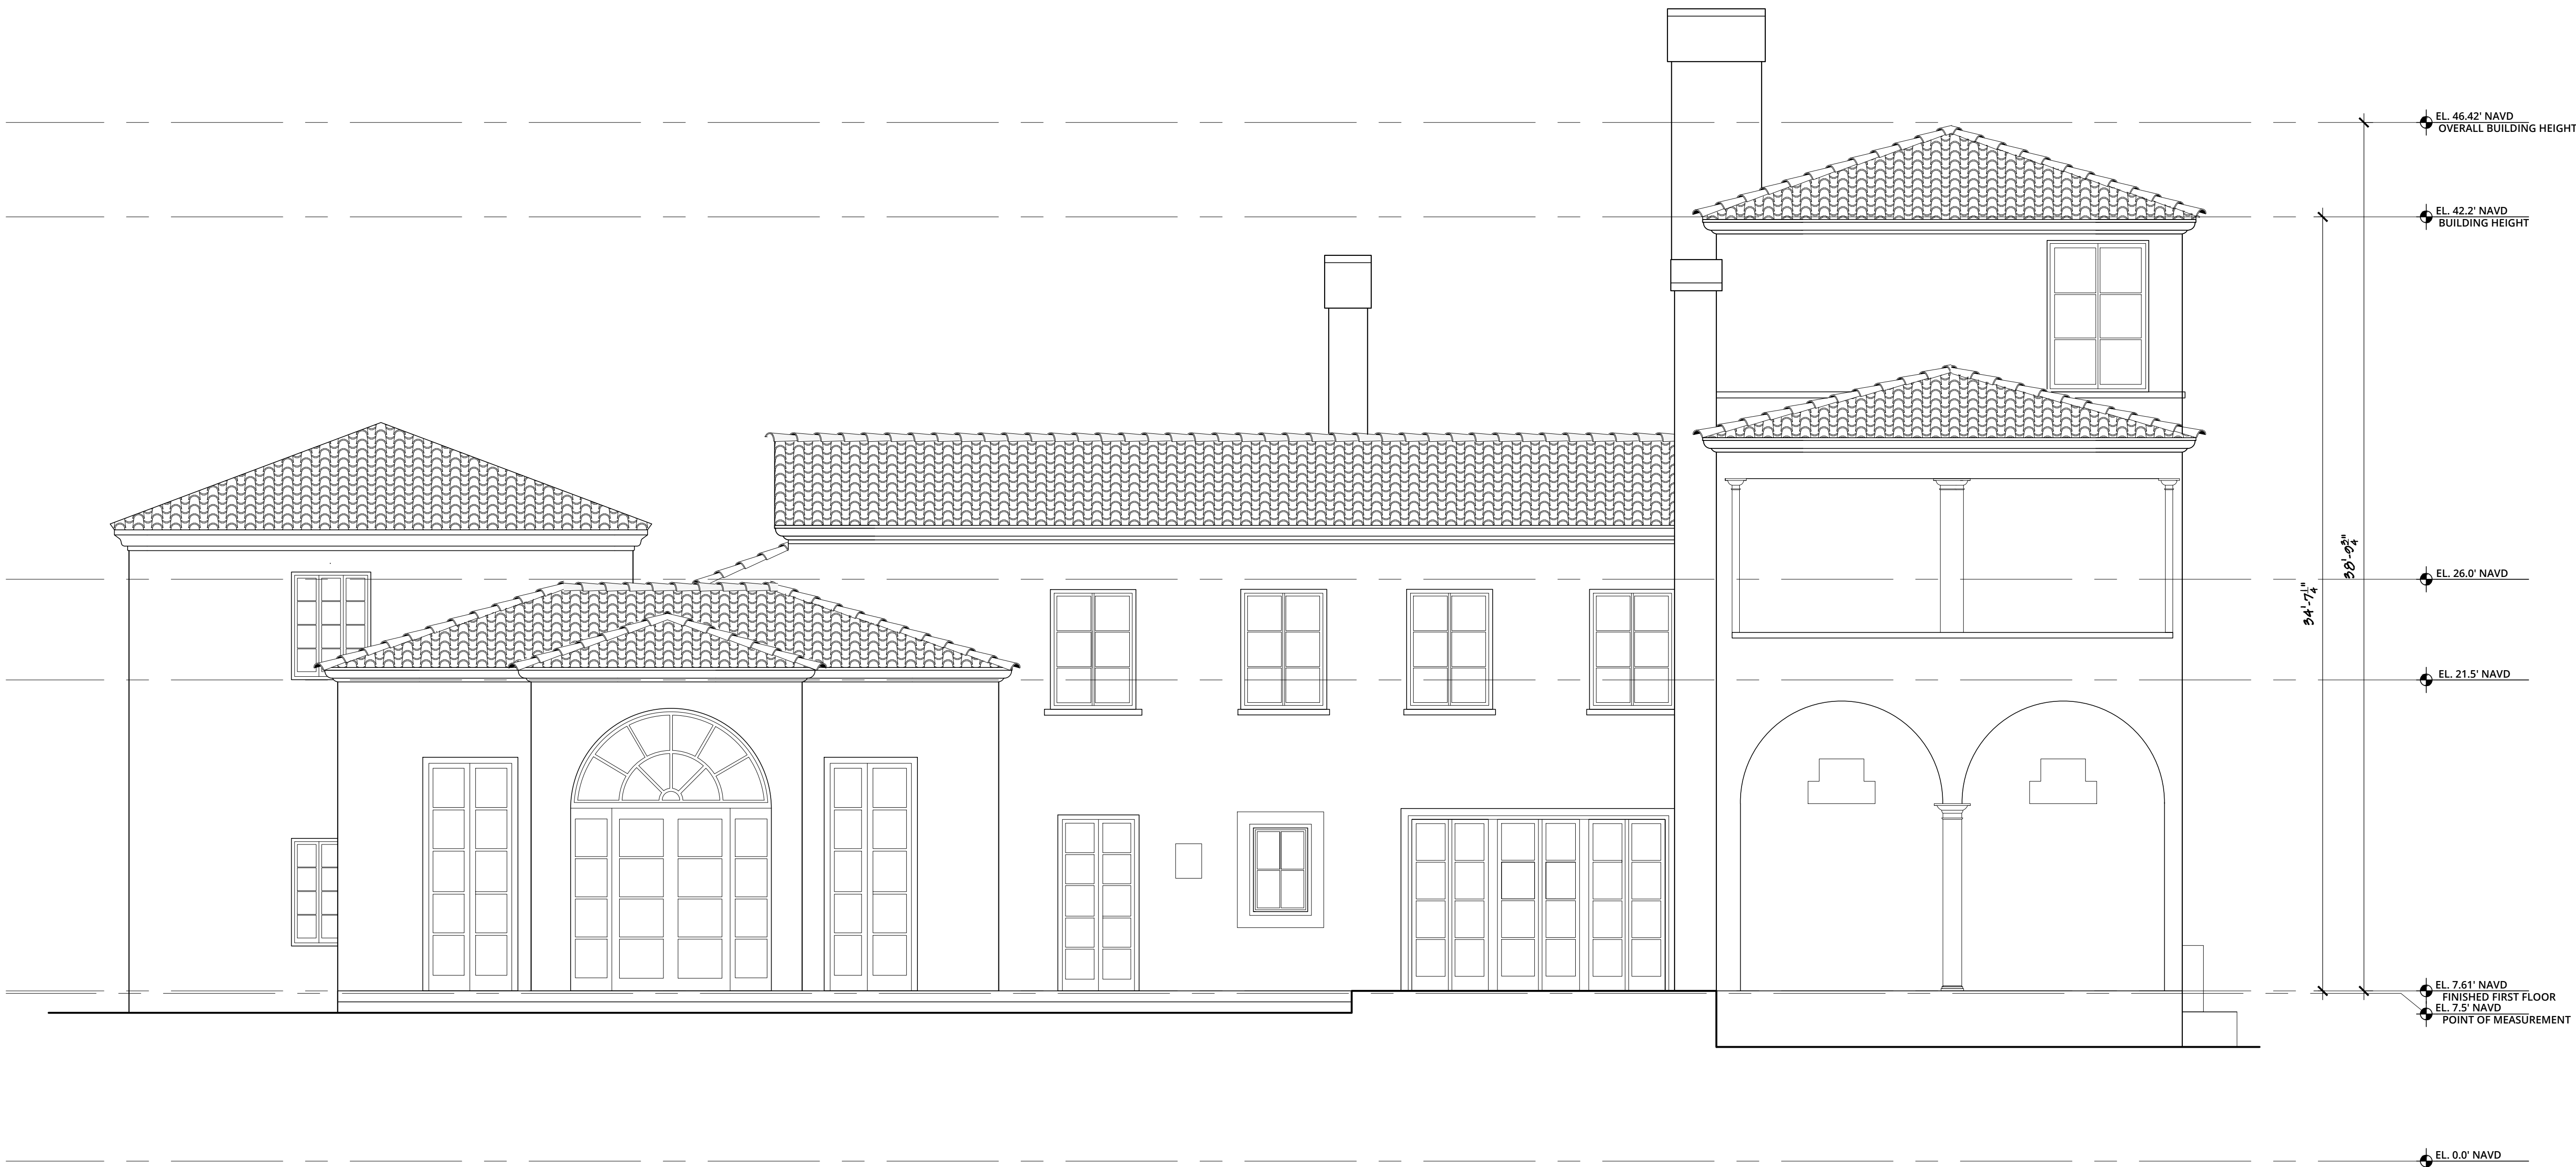 EL. 46.42' NAVD
OVERALL BUILDING HEIGHT
EL. 42.2' NAVD
BUILDING HEIGHT
38'-9¾"
EL. 26.0' NAVD
34'-7¼"
EL. 21.5' NAVD
EL. 7.61' NAVD
FINISHED FIRST FLOOR
EL. 7.5' NAVD
POINT OF MEASUREMENT
EL. 0.0' NAVD